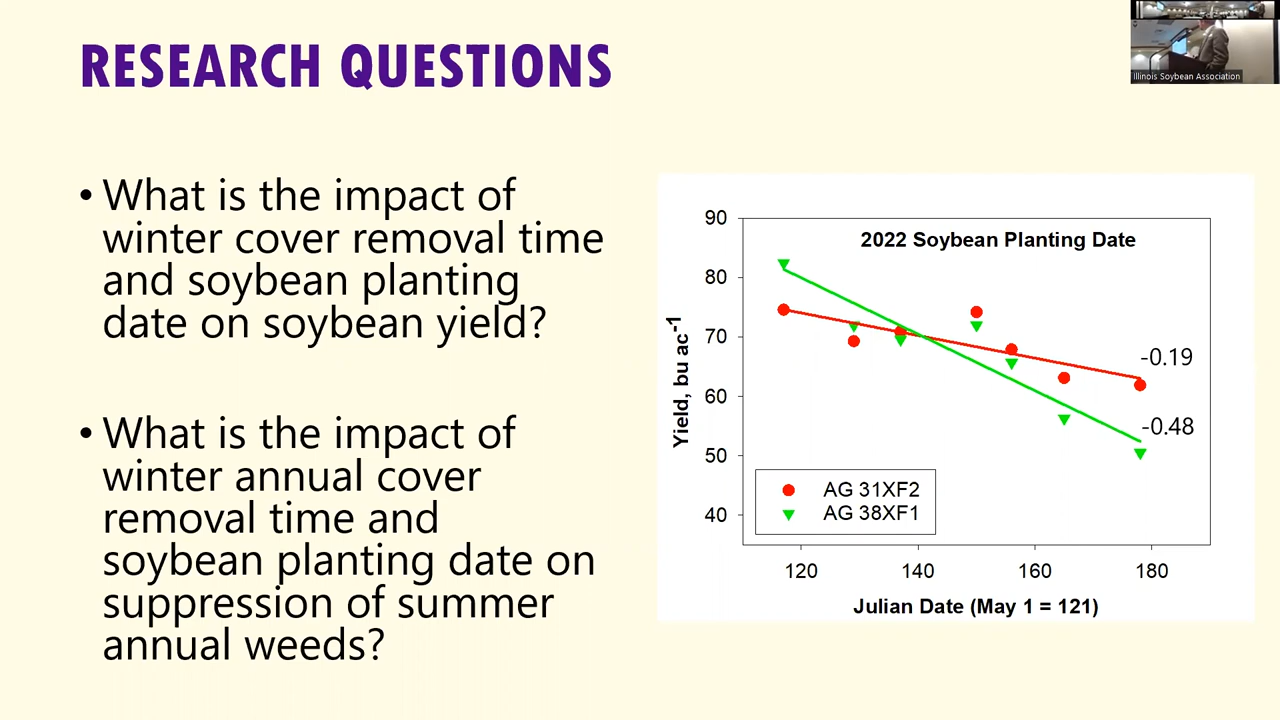 RESEARCH QUESTIONS
Illinois Soybean Association
• What is the impact of
winter cover removal time
and soybean planting
date on soybean yield?
• What is the impact of
winter annual cover
removal time and
soybean planting date on
suppression of summer
annual weeds?
2022 Soybean Planting Date
Yield, bu ac-1
90
80
70
60
50
40
-0.19
-0.48
AG 31XF2
AG 38XF1
120 140 160 180
Julian Date (May 1 = 121)